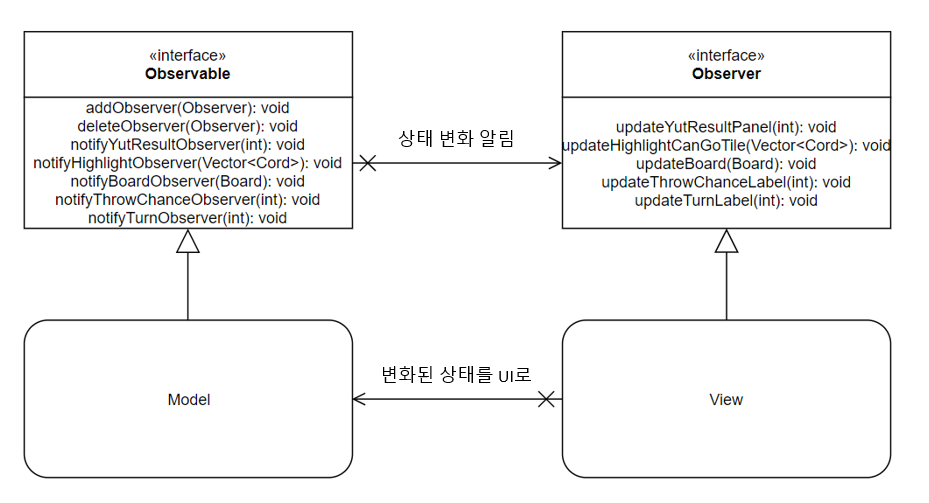 «interface»
Observable
addObserver(Observer): void
deleteObserver(Observer): void
notifyYutResultObserver(int): void
notifyHighlightObserver(Vector<Cord>): void
notifyBoardObserver(Board): void
notifyThrowChanceObserver(int): void
notifyTurnObserver(int): void
상태 변화 알림
«interface»
Observer
updateYutResultPanel(int): void
updateHighlightCanGoTile(Vector<Cord>): void
updateBoard(Board): void
updateThrowChanceLabel(int): void
updateTurnLabel(int): void
Model
변화된 상태를 UI로
View